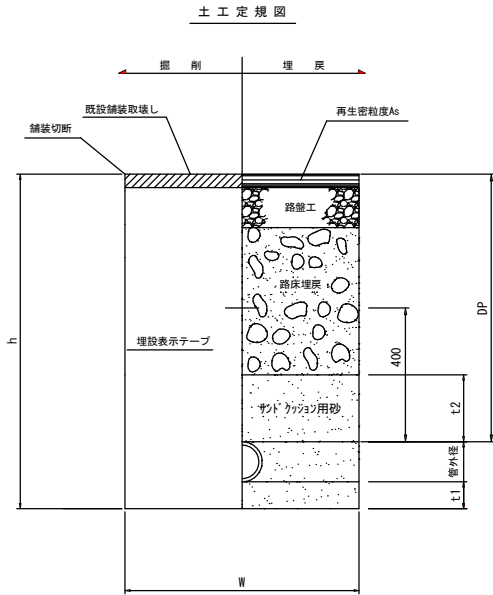 土工定規図
掘削
埋戻
既設舗装取壊し
舗装切断
再生密粒度As
路盤工
路床埋戻
埋設表示テープ
サンドクッション用砂
h
DP
400
t2
管外径
t1
W